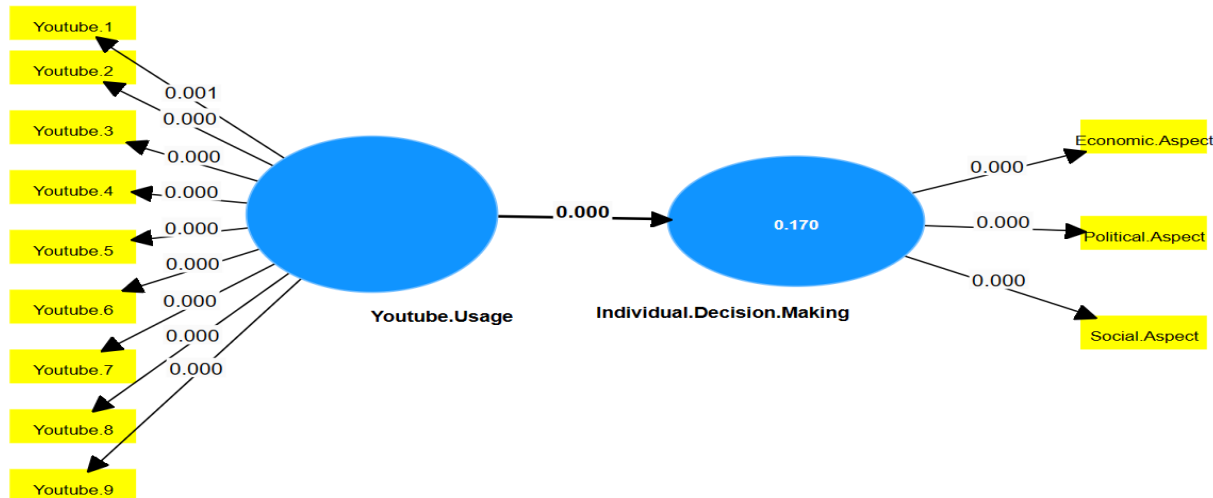 Youtube.1
Youtube.2
Youtube.3
Youtube.4
Youtube.5
Youtube.6
Youtube.7
Youtube.8
Youtube.9
0.001
0.000
0.000
0.000
0.000
0.000
0.000
0.000
0.000
Youtube.Usage
0.000
0.170
Individual.Decision.Making
0.000
0.000
0.000
Economic.Aspect
Political.Aspect
Social.Aspect